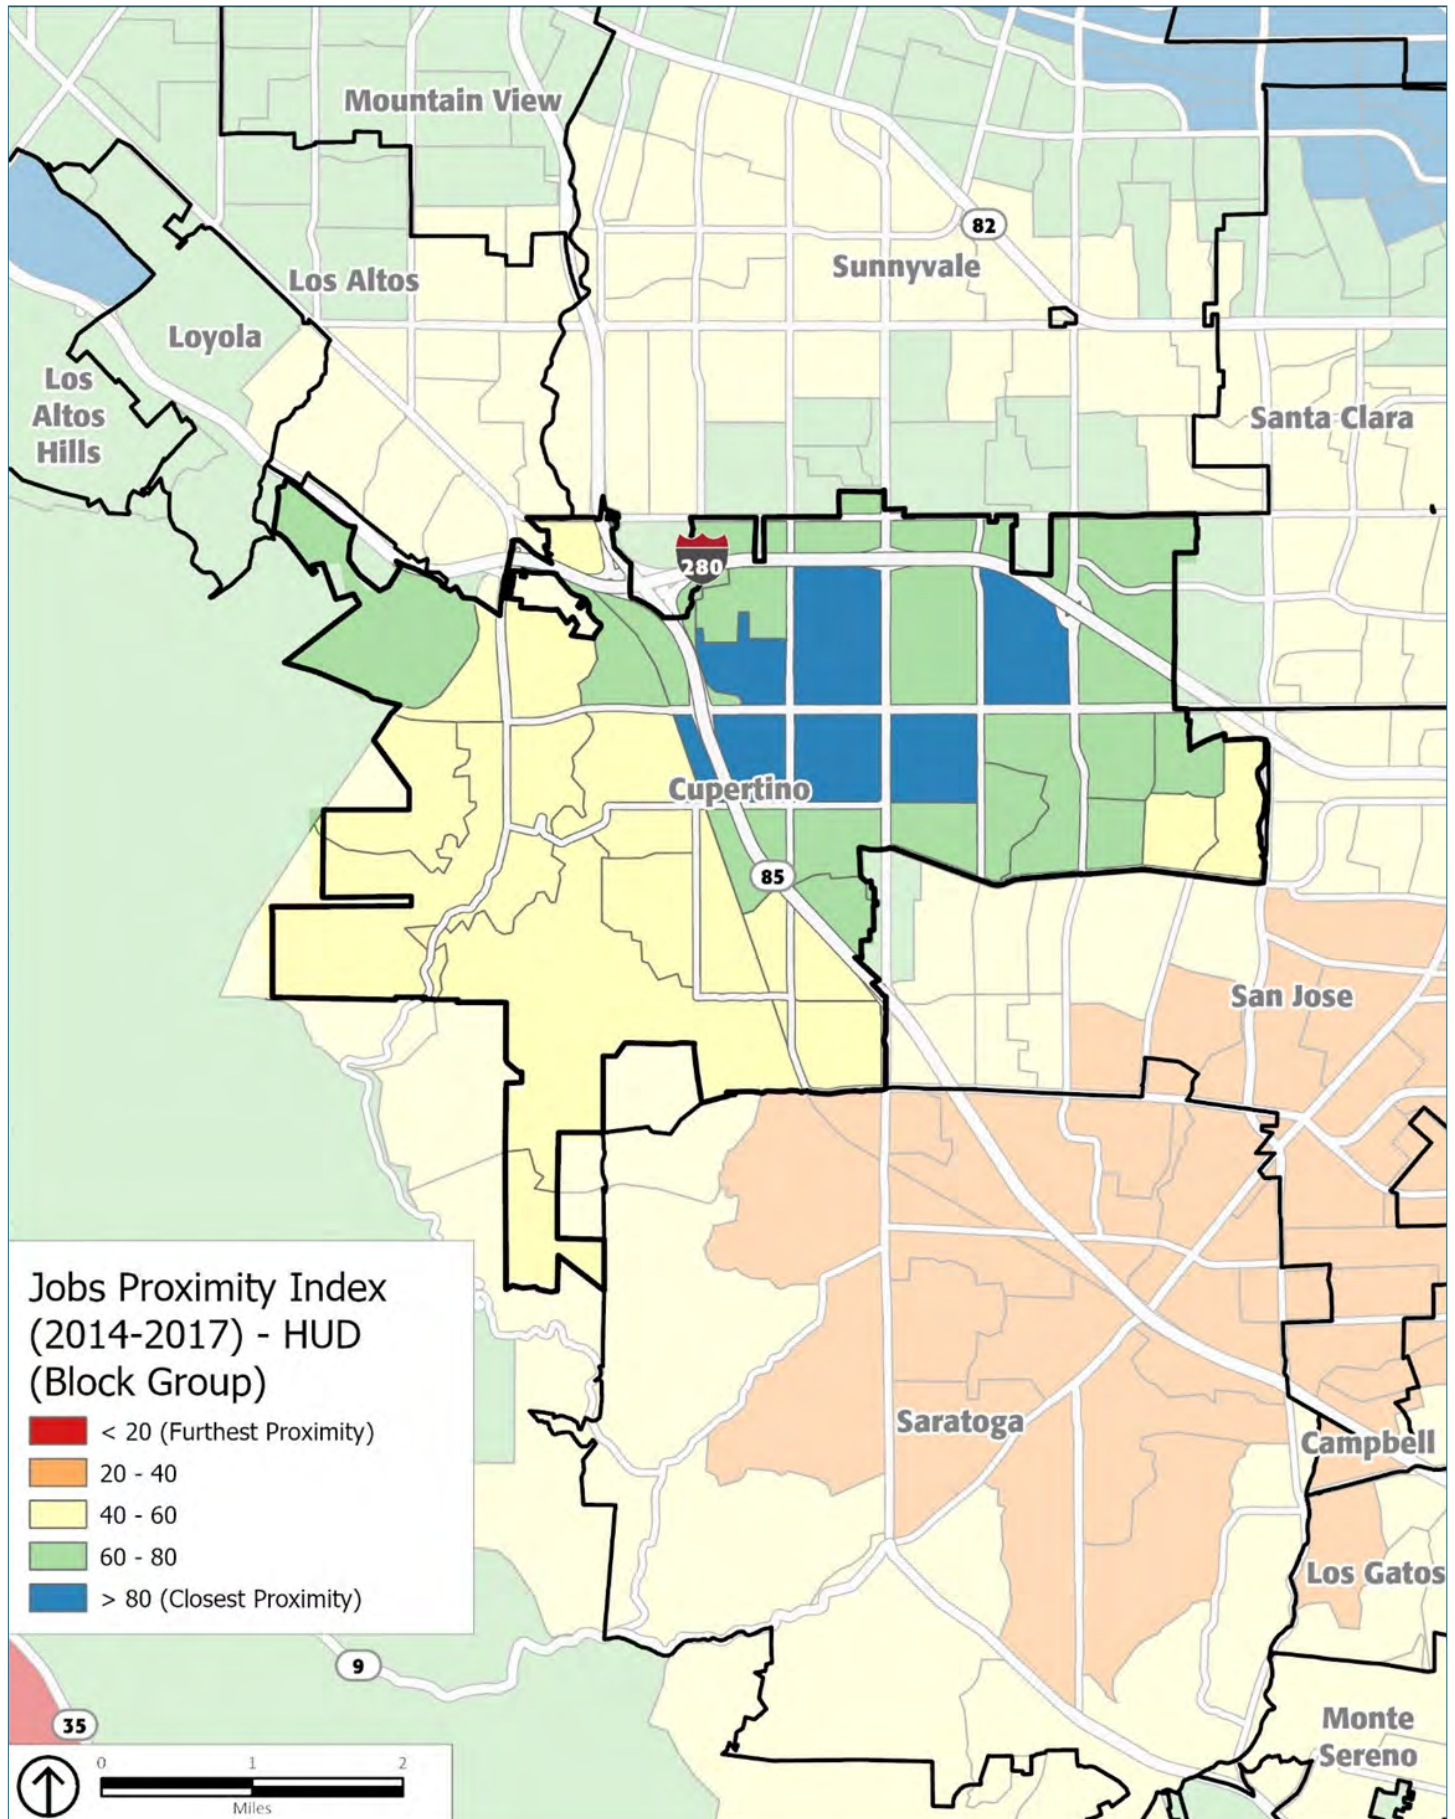 Mountain View
82
Sunnyvale
Los Altos
Loyola
Los
Altos
Hills
Santa Clara
280
Cupertino
85
San Jose
Saratoga
Campbell
Los Gatos
Monte
Sereno
Jobs Proximity Index
(2014-2017) - HUD
(Block Group)
< 20 (Furthest Proximity)
20 - 40
40 - 60
60 - 80
> 80 (Closest Proximity)
9
35
0 1 2
Miles